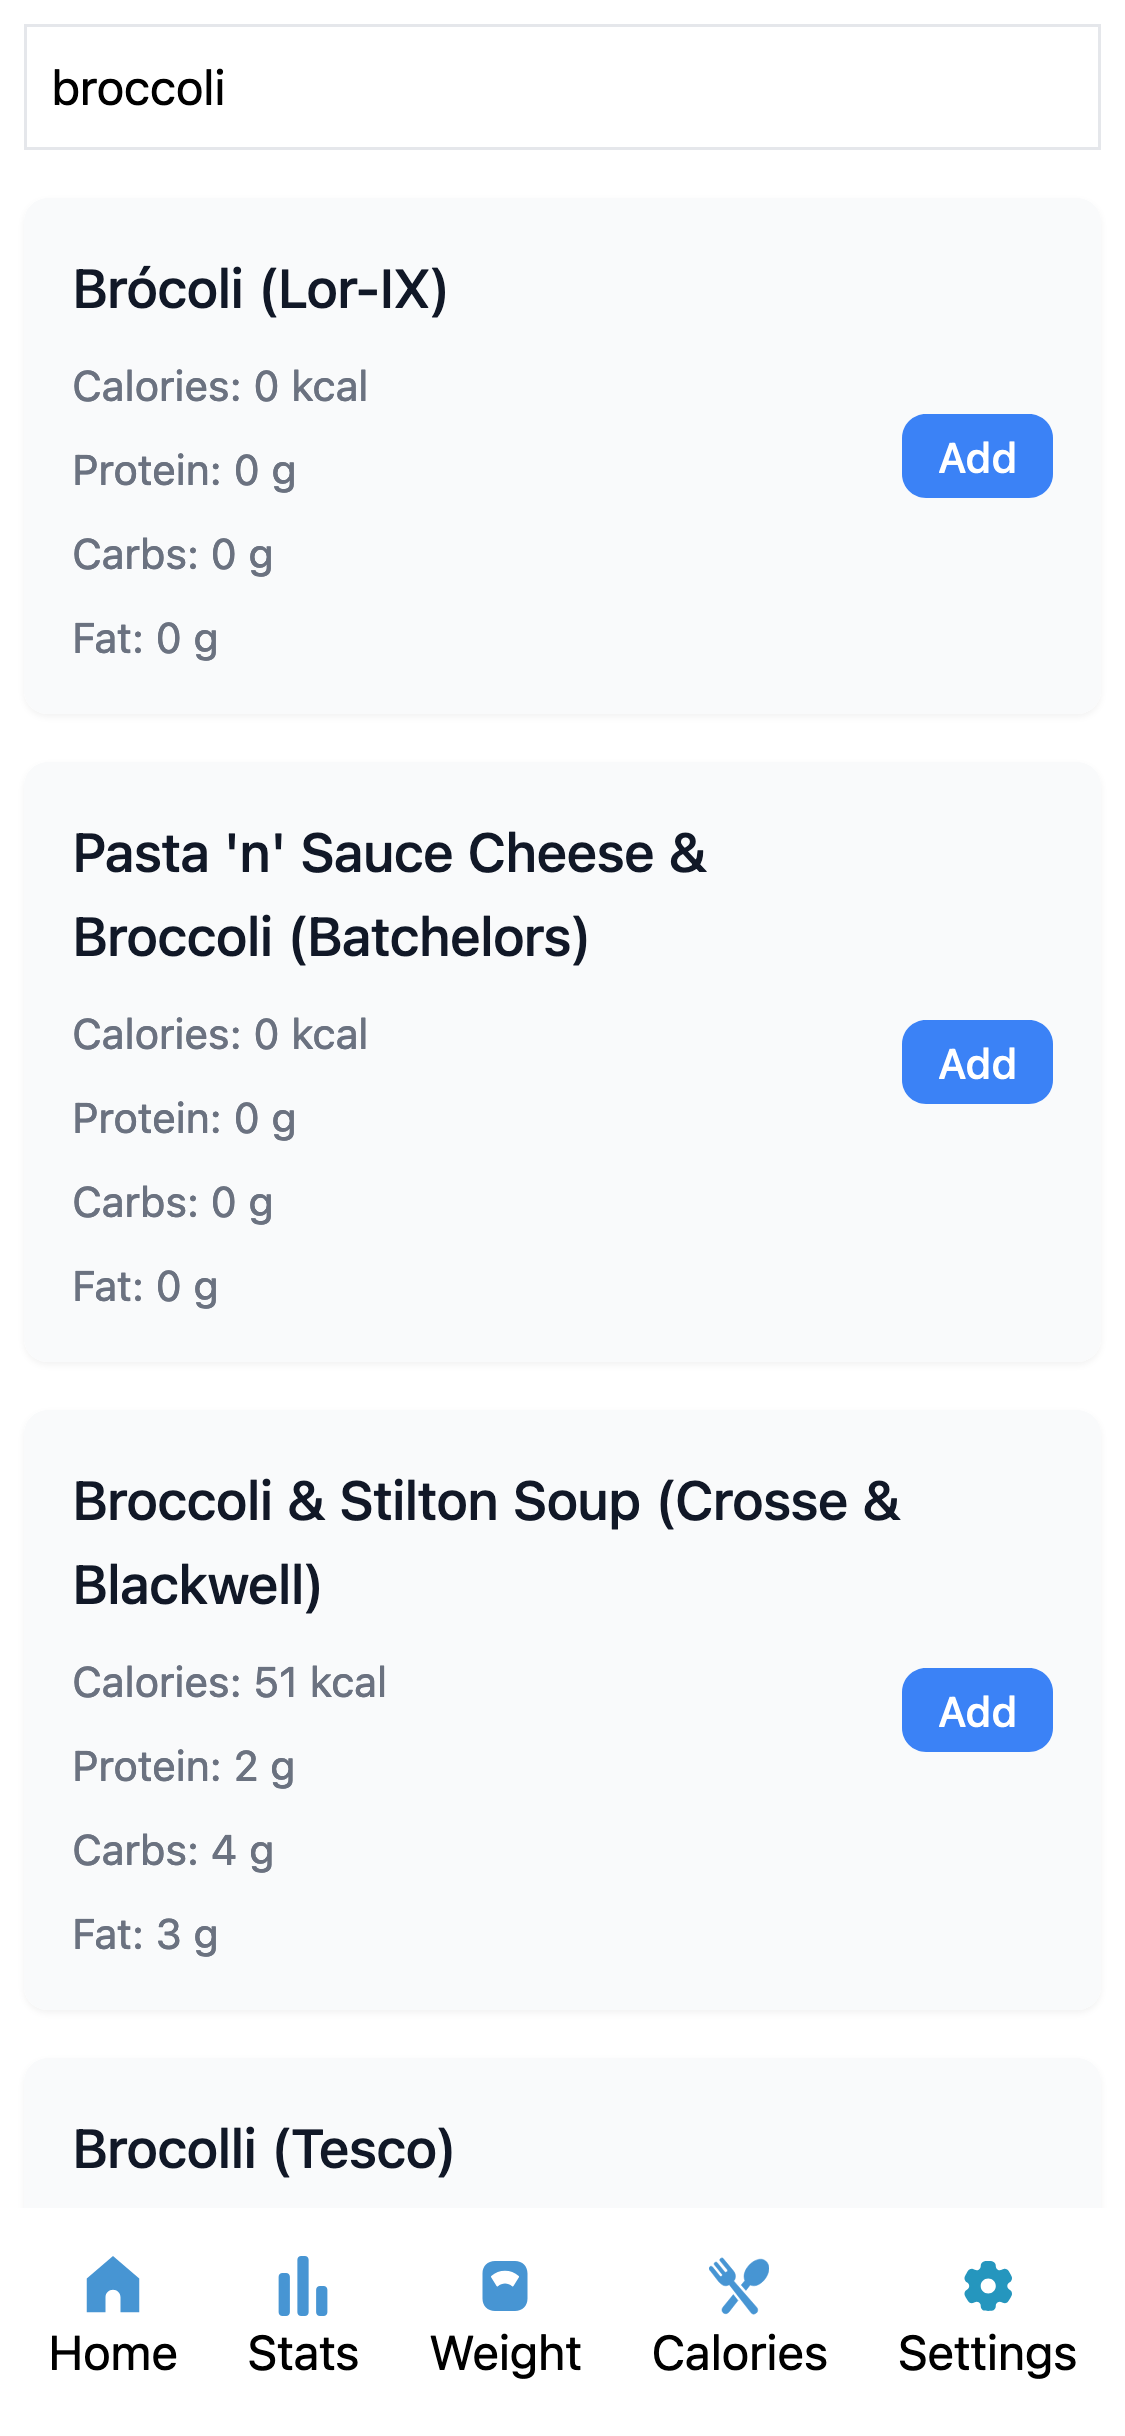 broccoli
Brócoli (Lor-IX)
Calories: 0 kcal
Protein: 0 g
Carbs: 0 g
Fat: 0 g
Add
Pasta 'n' Sauce Cheese &
Broccoli (Batchelors)
Calories: 0 kcal
Protein: 0 g
Carbs: 0 g
Fat: 0 g
Add
Broccoli & Stilton Soup (Crosse &
Blackwell)
Calories: 51 kcal
Protein: 2 g
Carbs: 4 g
Fat: 3 g
Add
Brocolli (Tesco)
Home
Stats
Weight
Calories
Settings